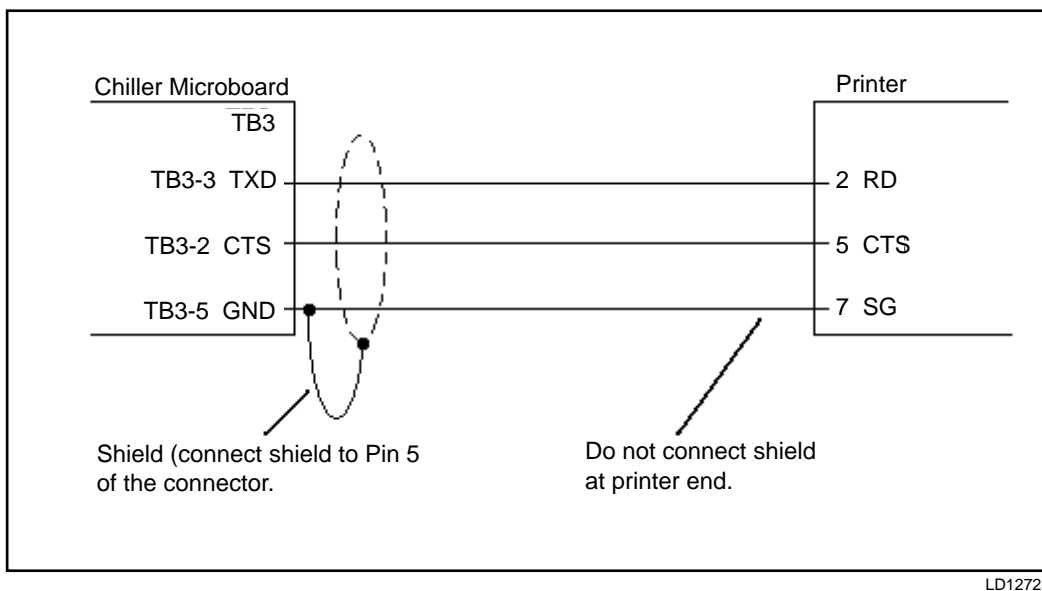 Chiller Microboard
Printer
TB3
TB3-3 TXD
2 RD
TB3-2 CTS
5 CTS
TB3-5 GND
7 SG
Shield (connect shield to Pin 5
of the connector.
Do not connect shield
at printer end.
LD1272